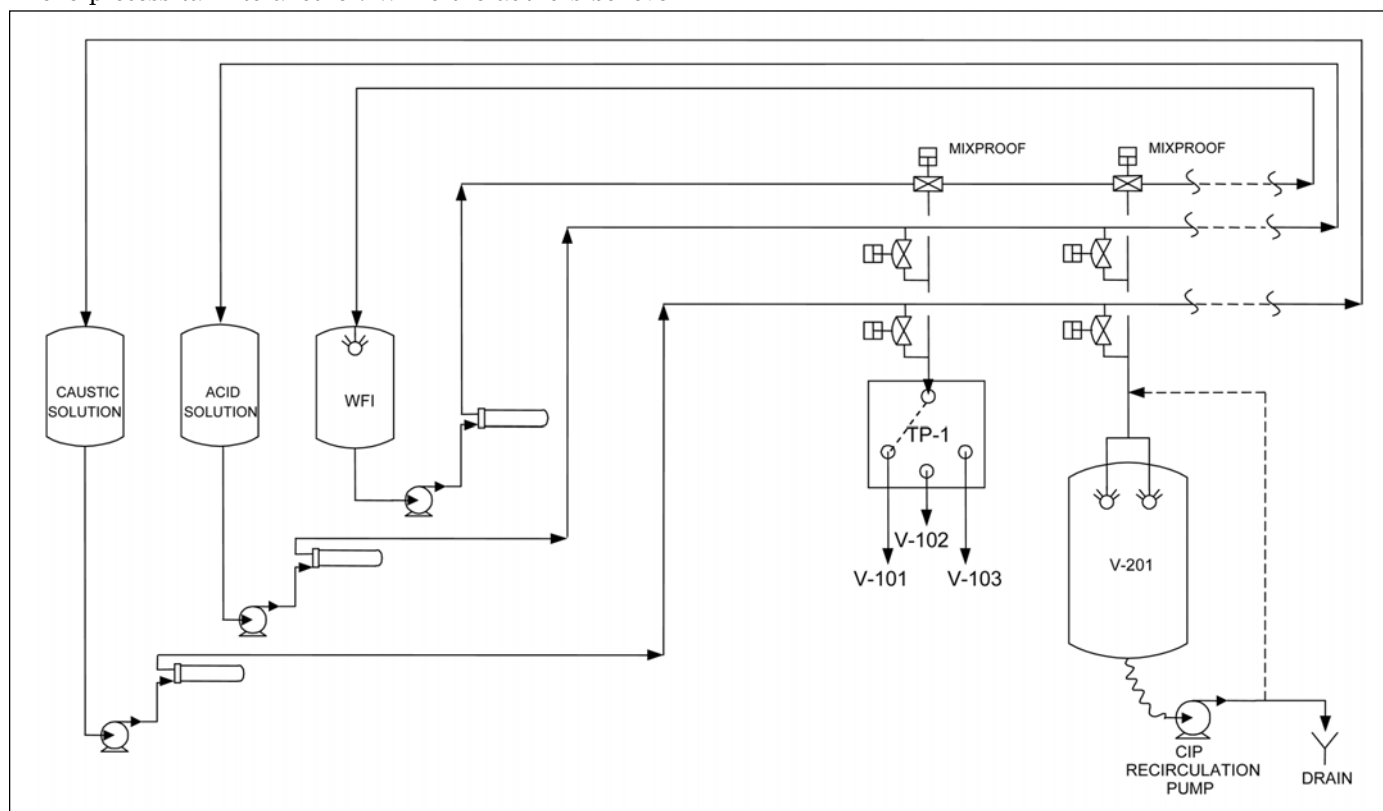 MIXPROOF
MIXPROOF
CAUSTIC
SOLUTION
ACID
SOLUTION
WFI
TP-1
V-102
V-101
V-103
V-201
CIP
RECIRCULATION
PUMP
DRAIN